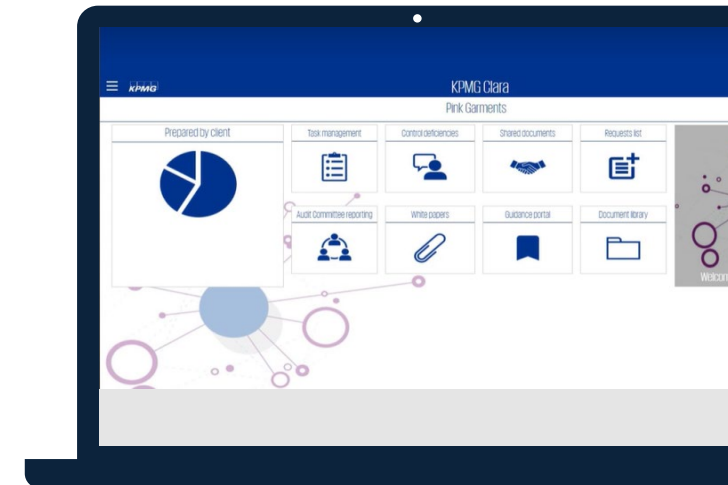 KPMG
KPMG Clara
Pink Garments
Prepared by client
Task management
Control deficiencies
Shared documents
Requests list
Audit Committee reporting
White papers
Guidance portal
Document library